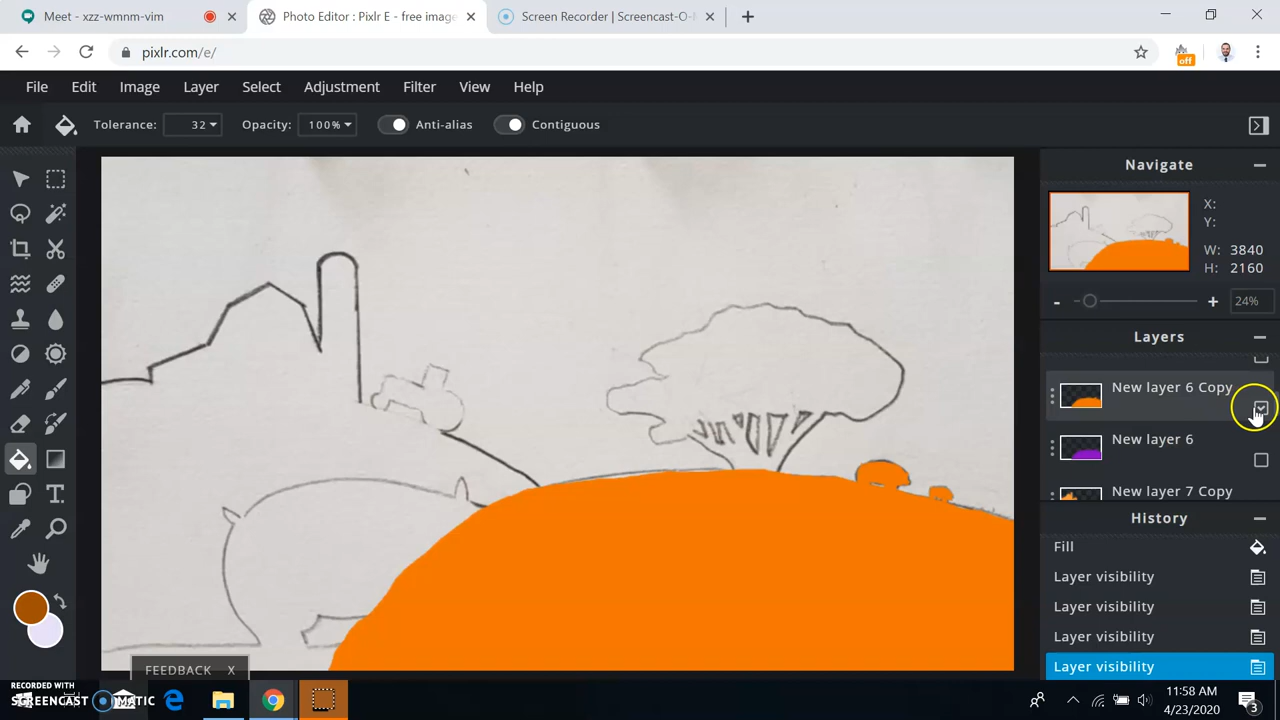 Meet - xzz-wmnm-vim
Photo Editor : Pixlr E - free image
Screen Recorder | Screencast-O-
pixlr.com/e/
off
File Edit Image Layer Select Adjustment Filter View Help
Tolerance: 32 Opacity: 100% Anti-alias Contiguous
Navigate
X:
Y:
W: 3840
H: 2160
24%
Layers
New layer 6 Copy
New layer 6
New layer 7 Copy
History
Fill
Layer visibility
Layer visibility
Layer visibility
Layer visibility
FEEDBACK X
RECORDED WITH
SCREENCAST MATIC
11:58 AM
4/23/2020
3